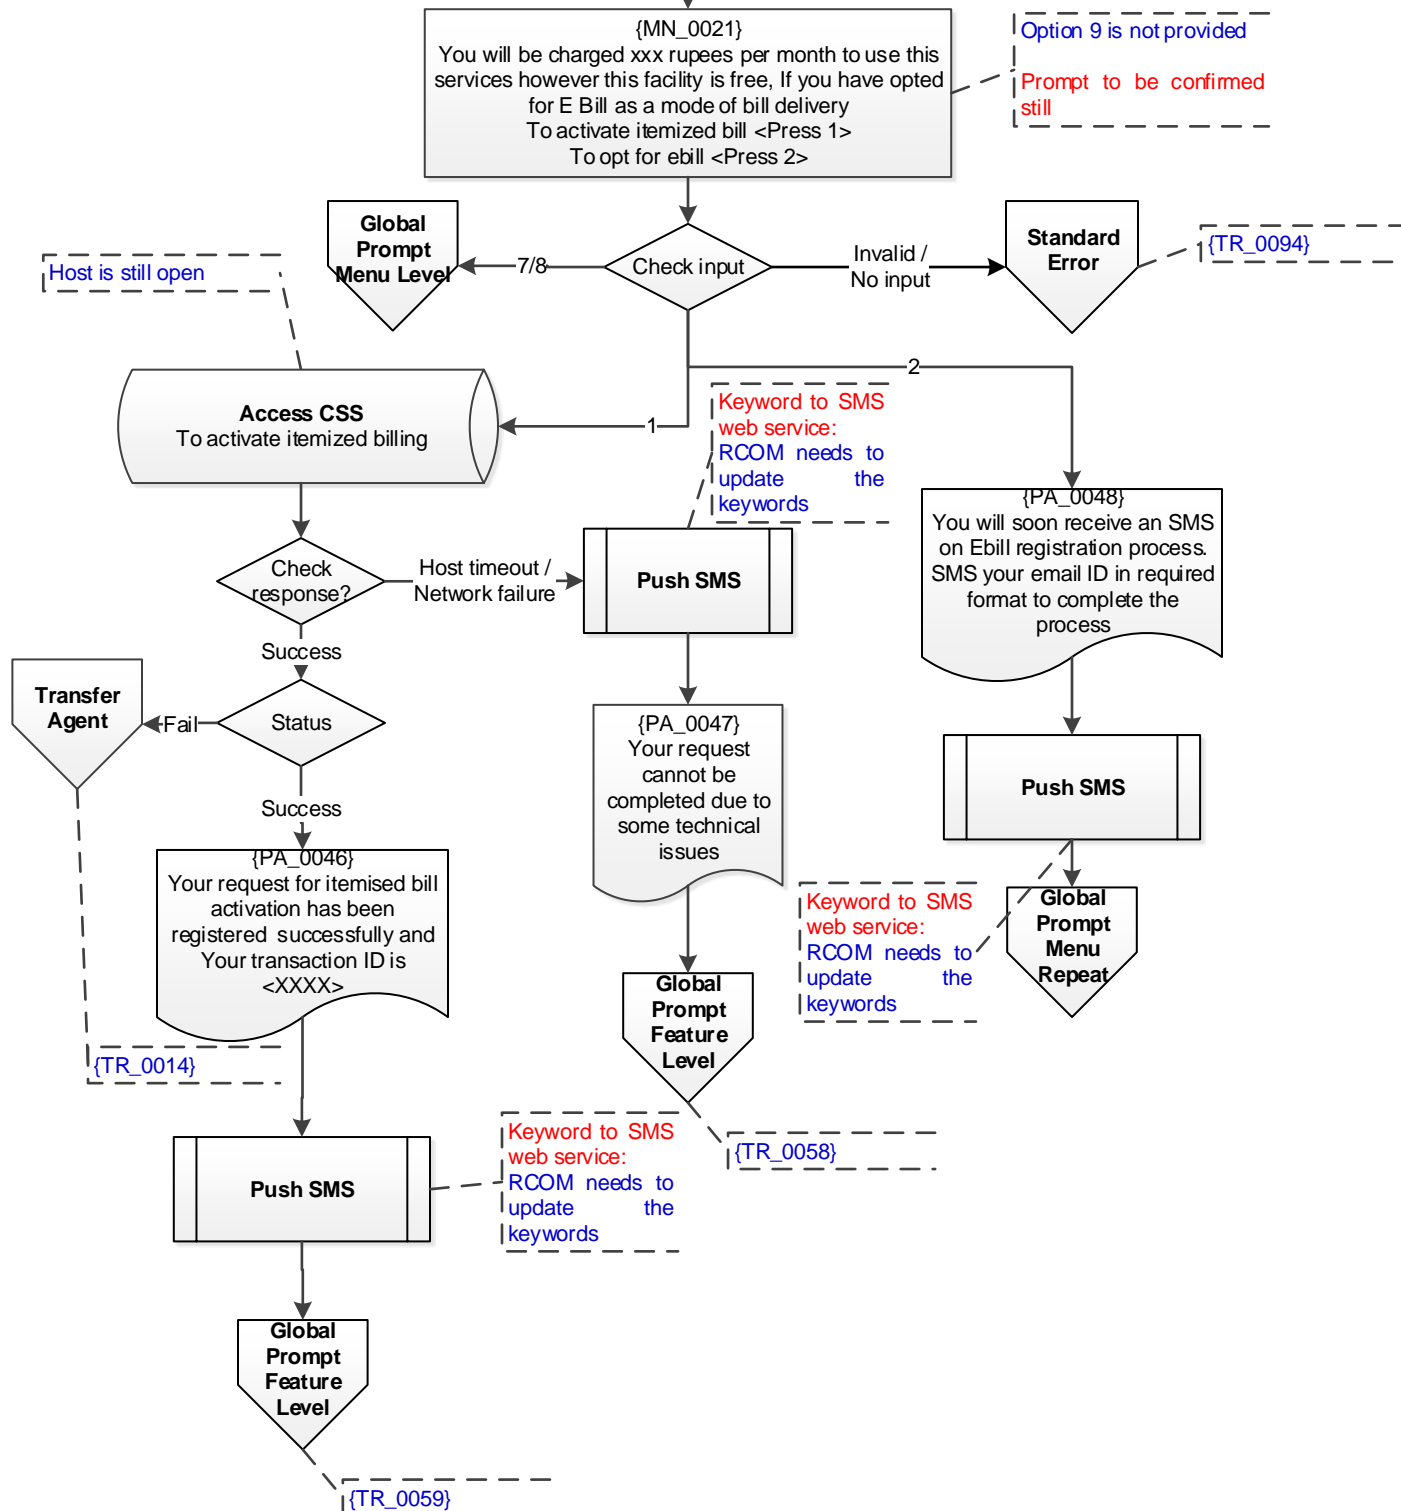 {MN_0021}
You will be charged xxx rupees per month to use this
services however this facility is free, If you have opted
for E Bill as a mode of bill delivery
To activate itemized bill <Press 1>
To opt for ebill <Press 2>
Option 9 is not provided
Prompt to be confirmed
still
Global
Prompt
Menu Level
7/8
Check input
Invalid /
No input
Standard
Error
{TR_0094}
Host is still open
Access CSS
To activate itemized billing
1
2
Keyword to SMS
web service:
RCOM needs to
update the
keywords
{PA_0048}
You will soon receive an SMS
on Ebill registration process.
SMS your email ID in required
format to complete the
process
Check
response?
Host timeout /
Network failure
Push SMS
Success
Transfer
Agent
Fail
Status
{PA_0047}
Your request
cannot be
completed due to
some technical
issues
Push SMS
Success
{PA_0046}
Your request for itemised bill
activation has been
registered successfully and
Your transaction ID is
<XXXX>
Keyword to SMS
web service:
RCOM needs to
update the
keywords
Global
Prompt
Menu
Repeat
Global
Prompt
Feature
Level
{TR_0014}
{TR_0058}
Push SMS
Keyword to SMS
web service:
RCOM needs to
update the
keywords
Global
Prompt
Feature
Level
{TR_0059}